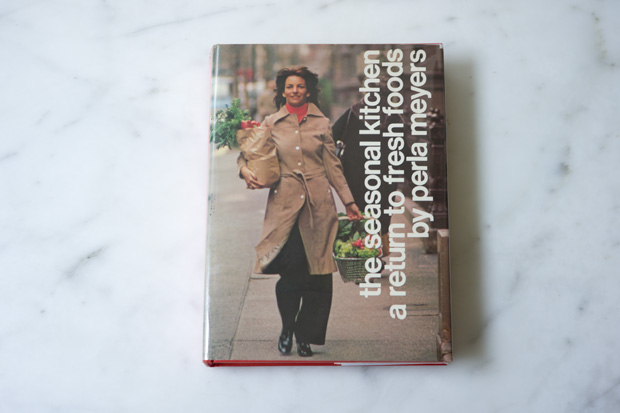 the seasonal kitchen
a return to fresh foods
by perla meyers